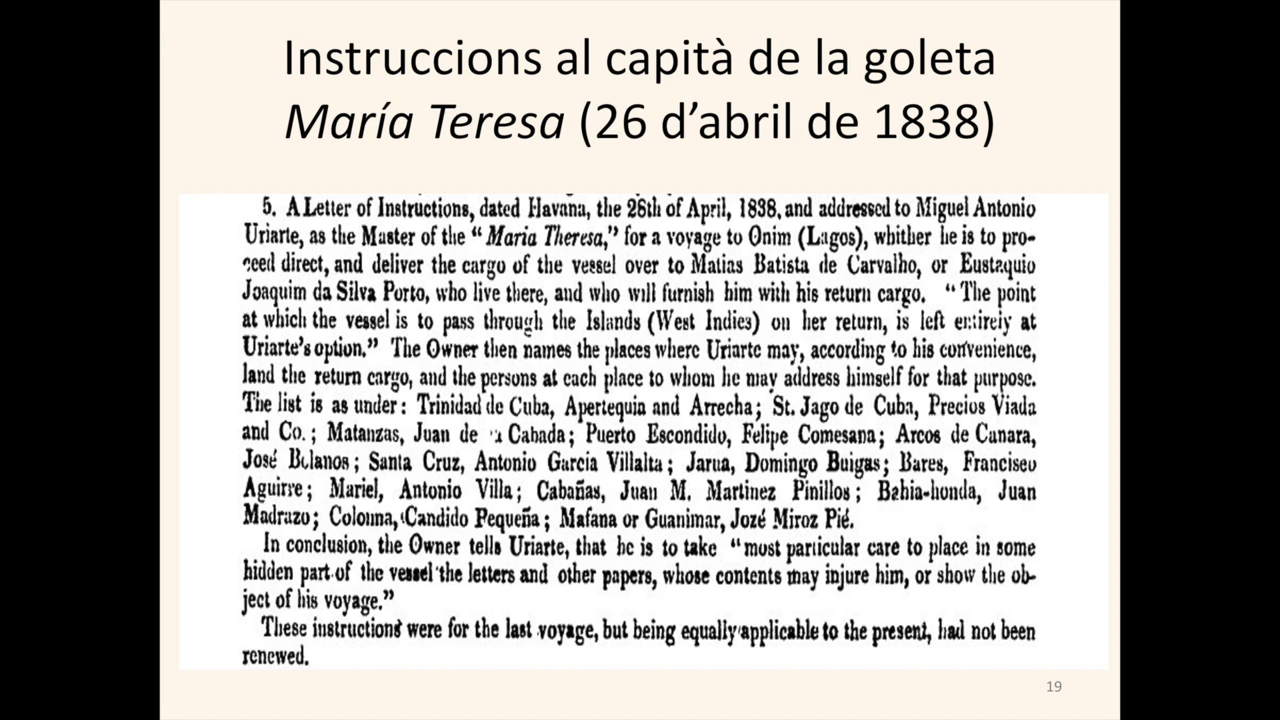 Instruccions al capità de la goleta
María Teresa (26 d’abril de 1838)
5. A Letter of Instructions, dated Havana, the 26th of April, 1838, and addressed to Miguel Antonio
Uriarte, as the Master of the “Maria Theresa,” for a voyage to Onim (Lagos), whither he is to pro-
ceed direct, and deliver the cargo of the vessel over to Matias Batista de Carvalho, or Eustaquio
Joaquim da Silva Porto, who live there, and who will furnish him with his return cargo. “The point
at which the vessel is to pass through the Islands (West Indies) on her return, is left entirely at
Uriarte's option.” The Owner then names the places where Uriarte may, according to his convenience,
land the return cargo, and the persons at each place to whom he may address himself for that purpose.
The list is as under: Trinidad de Cuba, Apertequia and Arrecha; St. Jago de Cuba, Precios Viada
and Co.; Matanzas, Juan de Cabada; Puerto Escondido, Felipe Comesana; Arcos de Canara,
José Bolanos; Santa Cruz, Antonio Garcia Villalta; Jarua, Domingo Buigas; Bares, Francisco
Aguirre; Mariel, Antonio Villa; Cabañas, Juan M. Martinez Pinillos; Bahia-honda, Juan
Madrazo; Colonna, Candido Pequeña; Mafana or Guanimar, Jozé Miroz Pié.
In conclusion, the Owner tells Uriarte, that he is to take “most particular care to place in some
hidden part of the vessel the letters and other papers, whose contents may injure him, or show the ob-
ject of his voyage.”
These instructions were for the last voyage, but being equally applicable to the present, had not been
renewed.
19